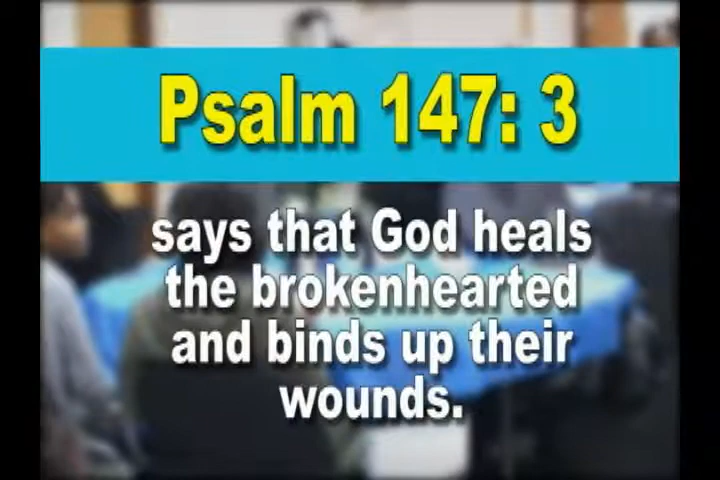 Psalm 147: 3
says that God heals
the brokenhearted
and binds up their
wounds.